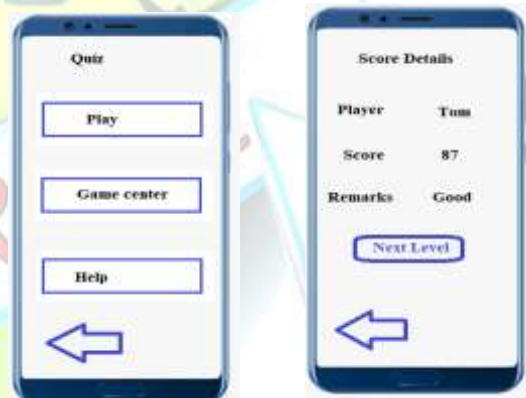 Quiz
Play
Game center
Help
Score Details
Player Tom
Score 87
Remarks Good
Next Level